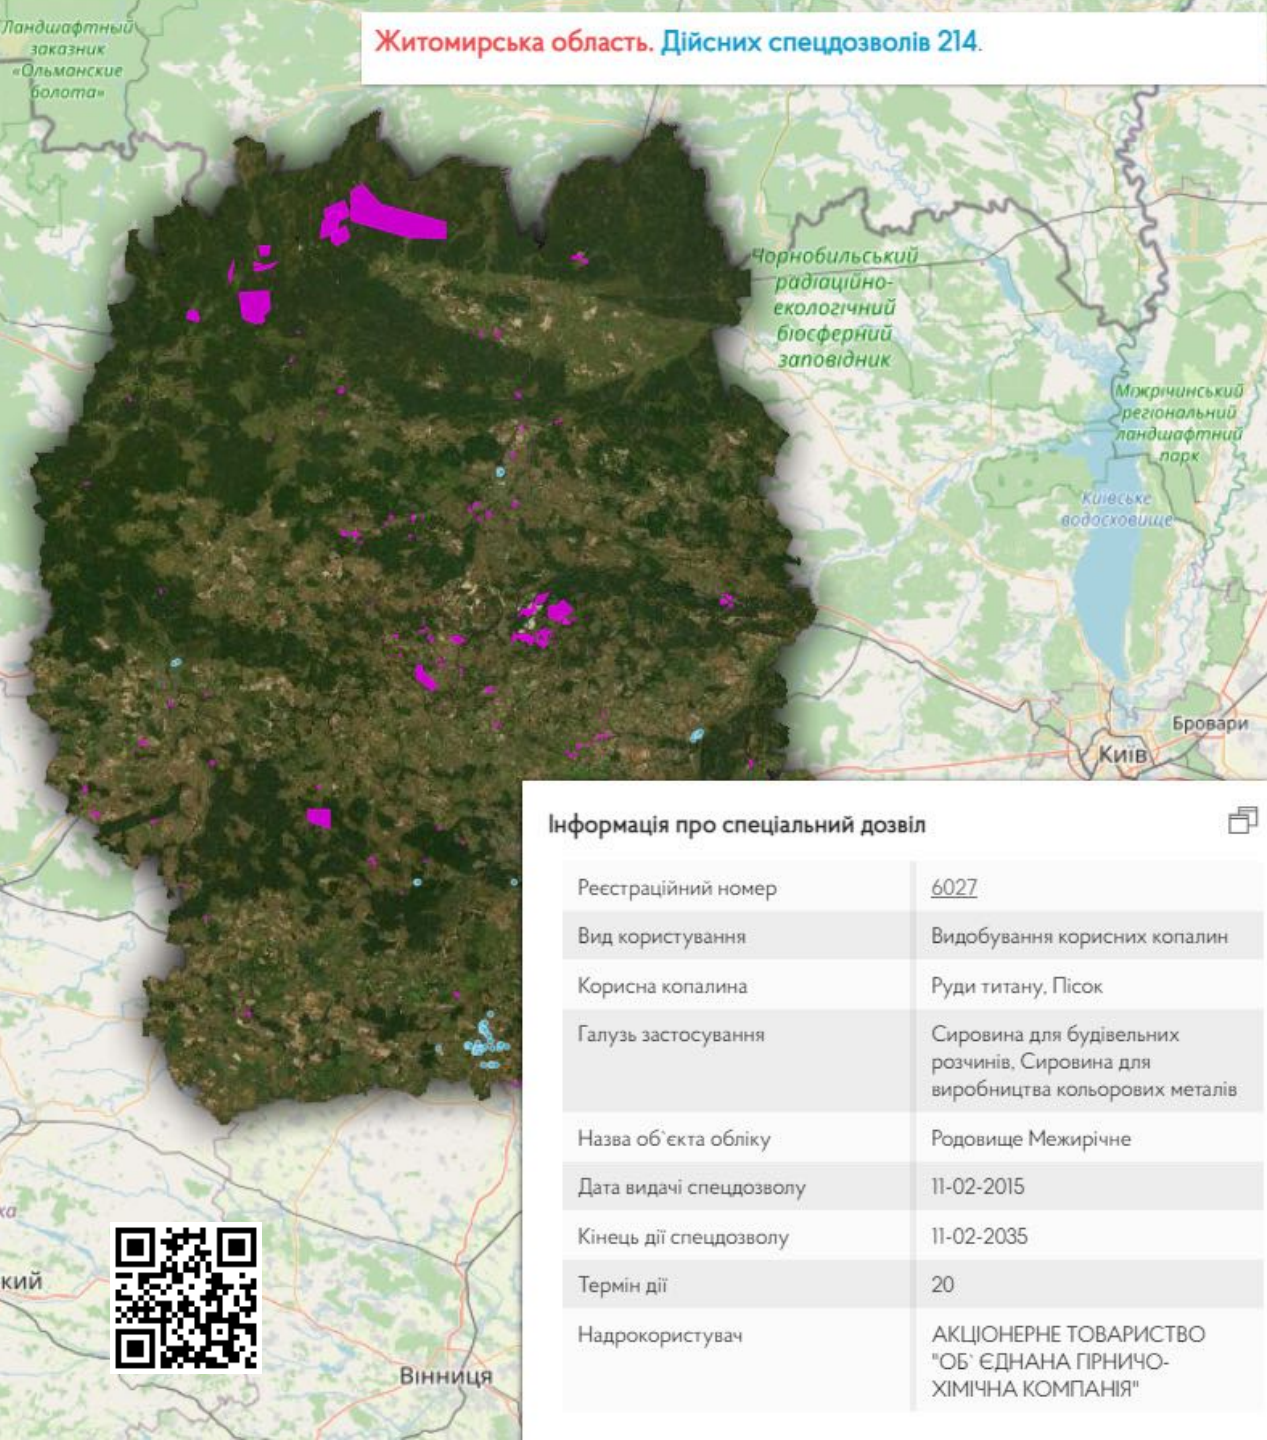 Ландшафтный
заказник
«Ольманские
болота»
Житомирська область. Дійсних спецдозволів 214.
Чорнобильський
радіаційно-
екологічний
біосферний
заповідник
Міжрічинський
регіональний
ландшафтний
парк
Київське
водосховище
Бровари
Київ
Інформація про спеціальний дозвіл
Реєстраційний номер 6027
Вид користування Видобування корисних копалин
Корисна копалина Руди титану, Пісок
Галузь застосування Сировина для будівельних
розчинів, Сировина для
виробництва кольорових металів
Назва об`єкта обліку Родовище Межирічне
Дата видачі спецдозволу 11-02-2015
Кінець дії спецдозволу 11-02-2035
Термін дії 20
Надрокористувач АКЦІОНЕРНЕ ТОВАРИСТВО
"ОБ` ЄДНАНА ГІРНИЧО-
ХІМІЧНА КОМПАНІЯ"
ха
кий
Вінниця